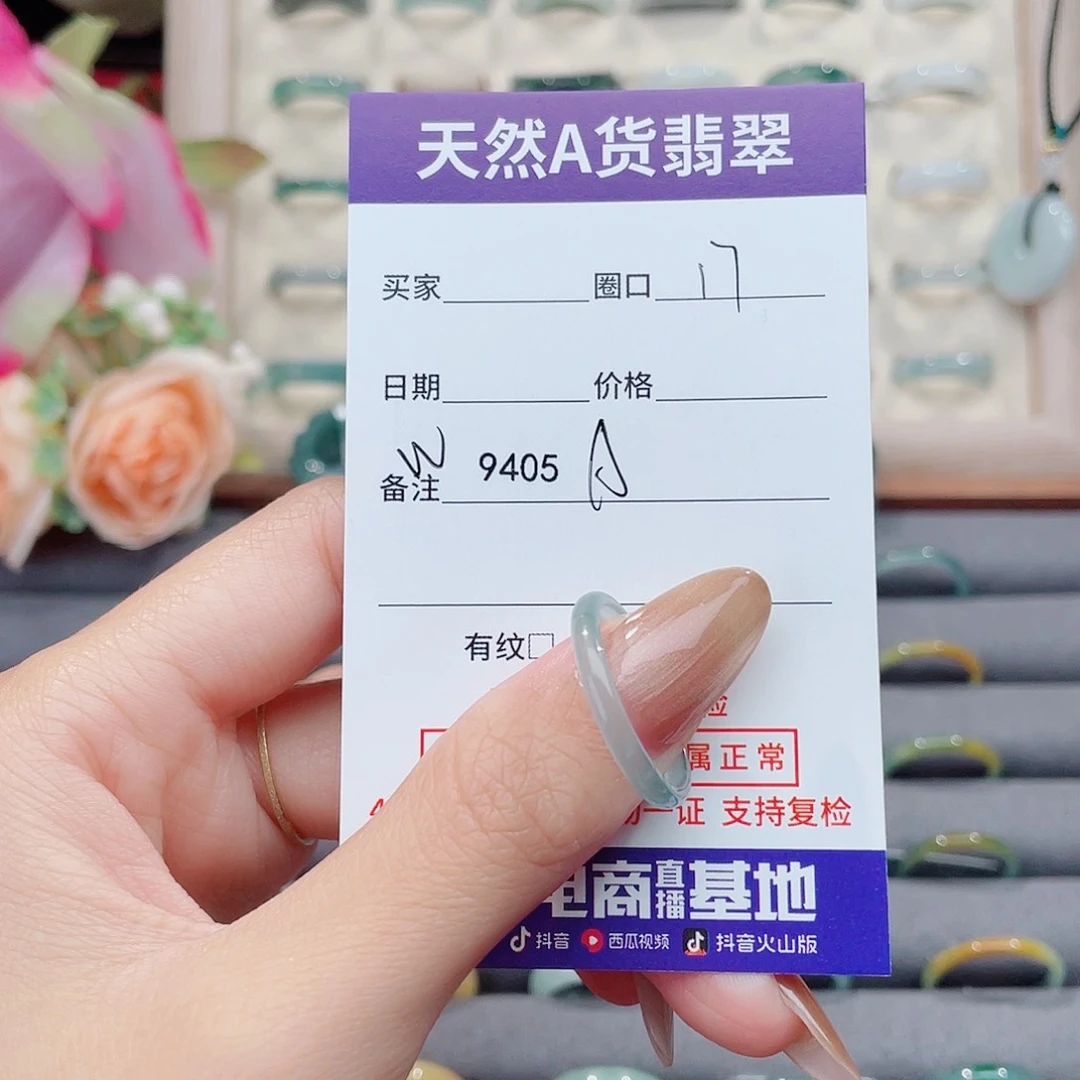 天然A货翡翠
买家 圈口 17
日期 价格
备注 W 9405 A
有纹
检
属正常
一证 支持复检
电商直播基地
抖音 西瓜视频 抖音火山版